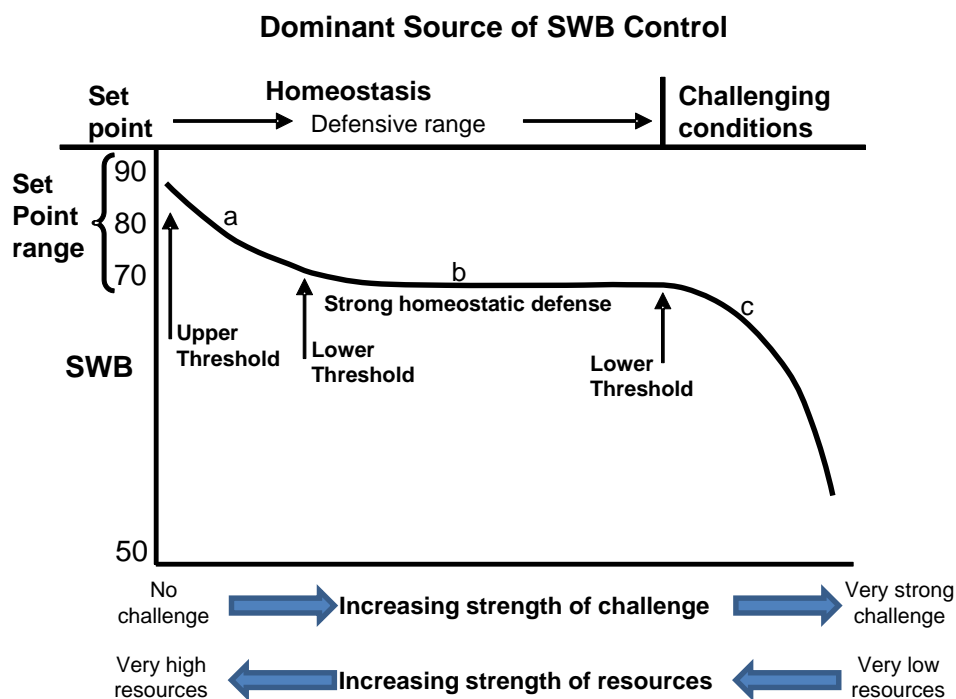 Dominant Source of SWB Control
Set
point
Homeostasis
Defensive range
Challenging
conditions
Set
Point
range
90
80
70
a
b
c
Strong homeostatic defense
Upper
Threshold
Lower
Threshold
Lower
Threshold
SWB
50
No
challenge
Increasing strength of challenge
Very strong
challenge
Very high
resources
Increasing strength of resources
Very low
resources